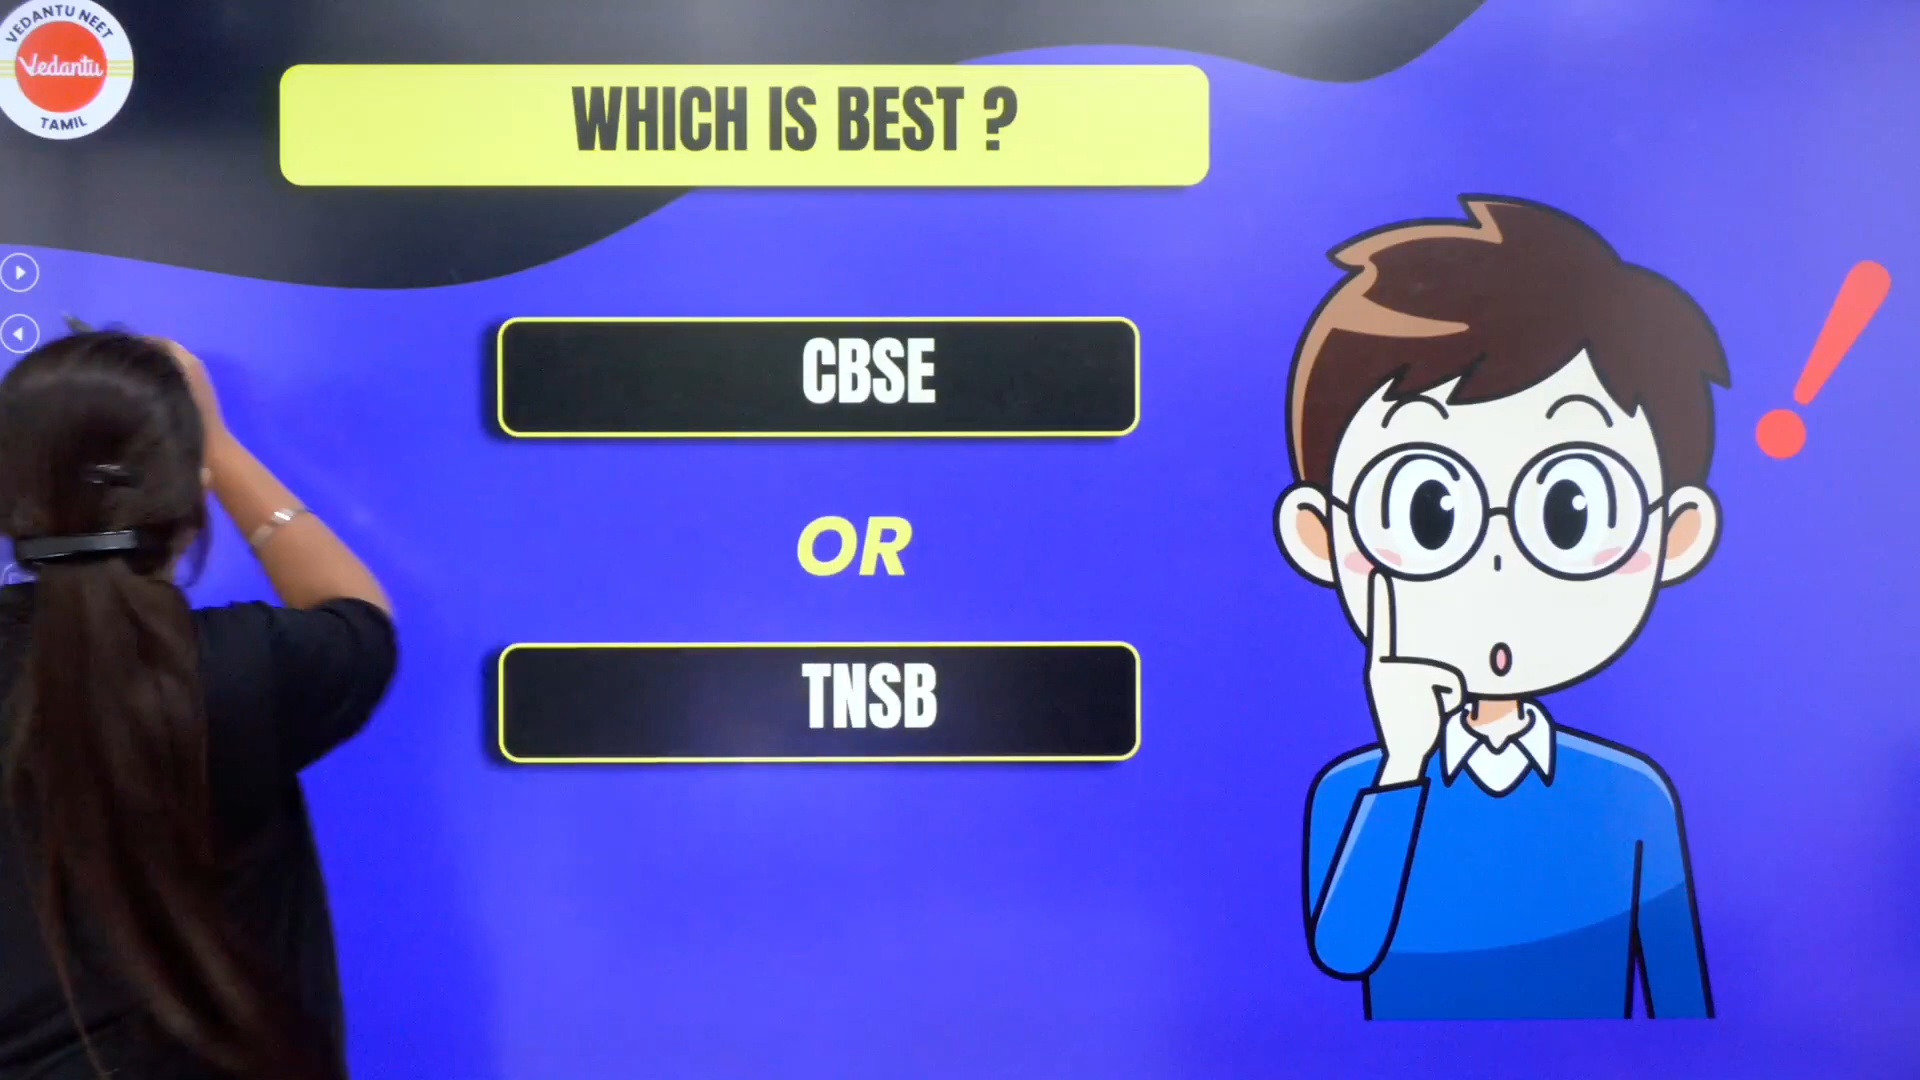 VEDANTU NEET
Vedantu
TAMIL
WHICH IS BEST ?
CBSE
OR
TNSB